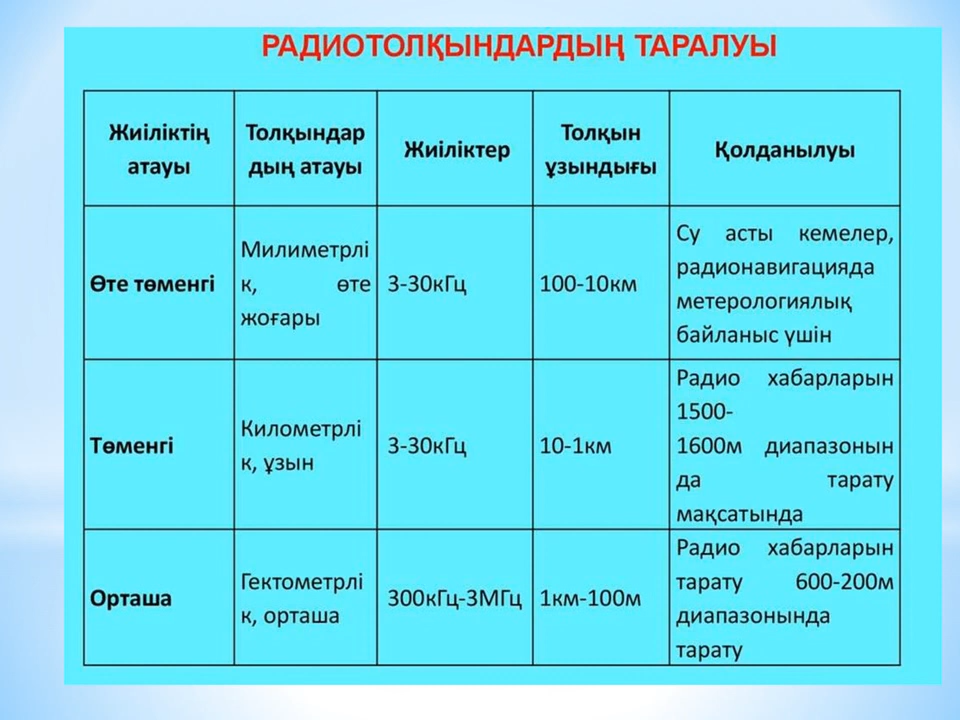 РАДИОТОЛҚЫНДАРДЫҢ ТАРАЛУЫ
Жиіліктің
атауы
Толқындар
дың атауы
Жиіліктер
Толқын
ұзындығы
Қолданылуы
Өте төменгі
Милиметрлі
к, өте
жоғары
3-30кГц
100-10км
Су асты кемелер,
радионавигацияда
метерологиялық
байланыс үшін
Төменгі
Километрлі
к, ұзын
3-30кГц
10-1км
Радио хабарларын
1500-
1600м диапазонын
да тарату
мақсатында
Орташа
Гектометрлі
к, орташа
300кГц-3МГц
1км-100м
Радио хабарларын
тарату 600-200м
диапазонында
тарату